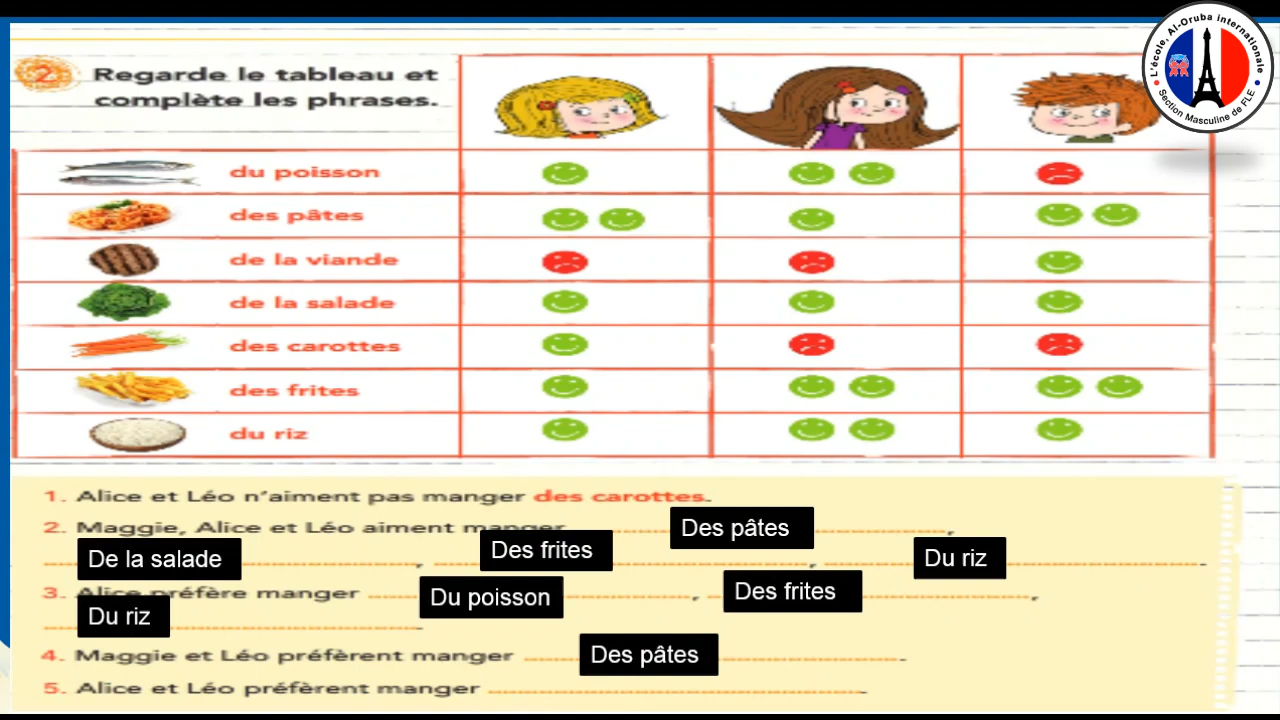 2 Regarde le tableau et
complète les phrases.
L'école, Al-Oruba internationale
Section Masculine de FLE
du poisson
des pâtes
de la viande
de la salade
des carottes
des frites
du riz
1. Alice et Léo n'aiment pas manger des carottes.
2. Maggie, Alice et Léo aiment manger Des pâtes ,
De la salade , Des frites , Du riz .
3. Alice préfère manger Du poisson , Des frites ,
Du riz .
4. Maggie et Léo préfèrent manger Des pâtes .
5. Alice et Léo préfèrent manger .